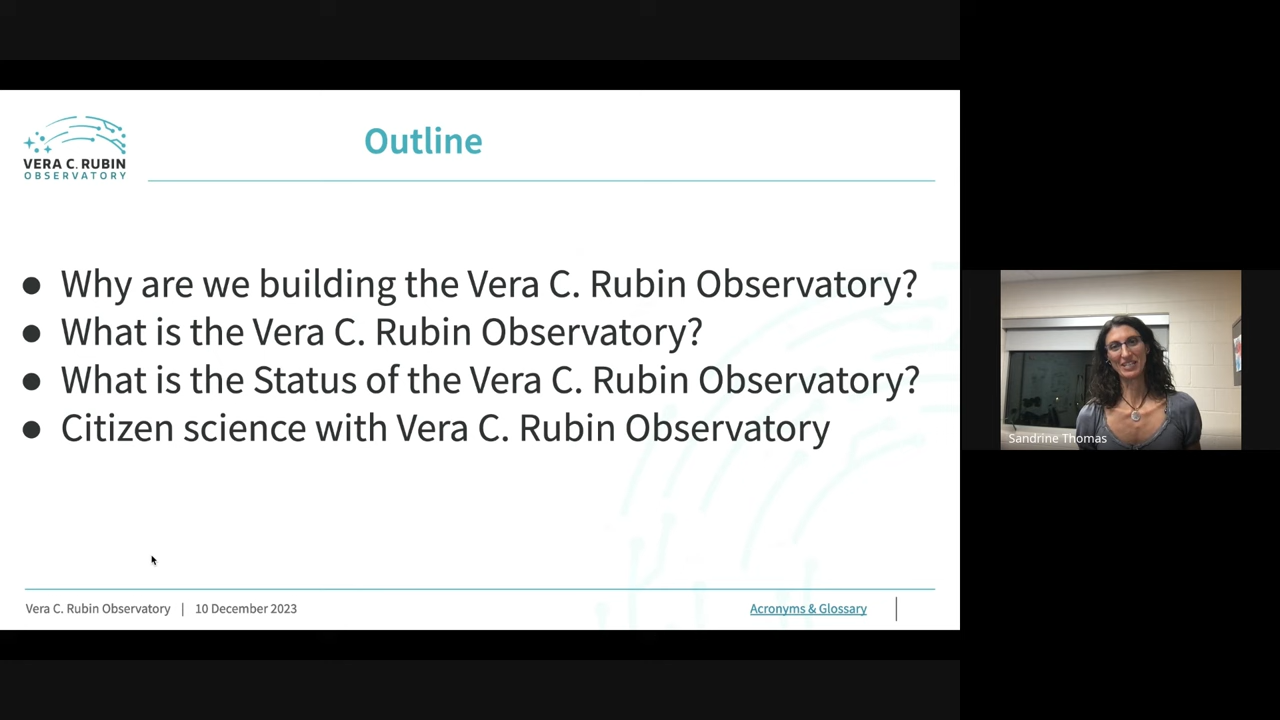 VERA C. RUBIN
OBSERVATORY
Outline
● Why are we building the Vera C. Rubin Observatory?
● What is the Vera C. Rubin Observatory?
● What is the Status of the Vera C. Rubin Observatory?
● Citizen science with Vera C. Rubin Observatory
Vera C. Rubin Observatory | 10 December 2023
Acronyms & Glossary |
Sandrine Thomas